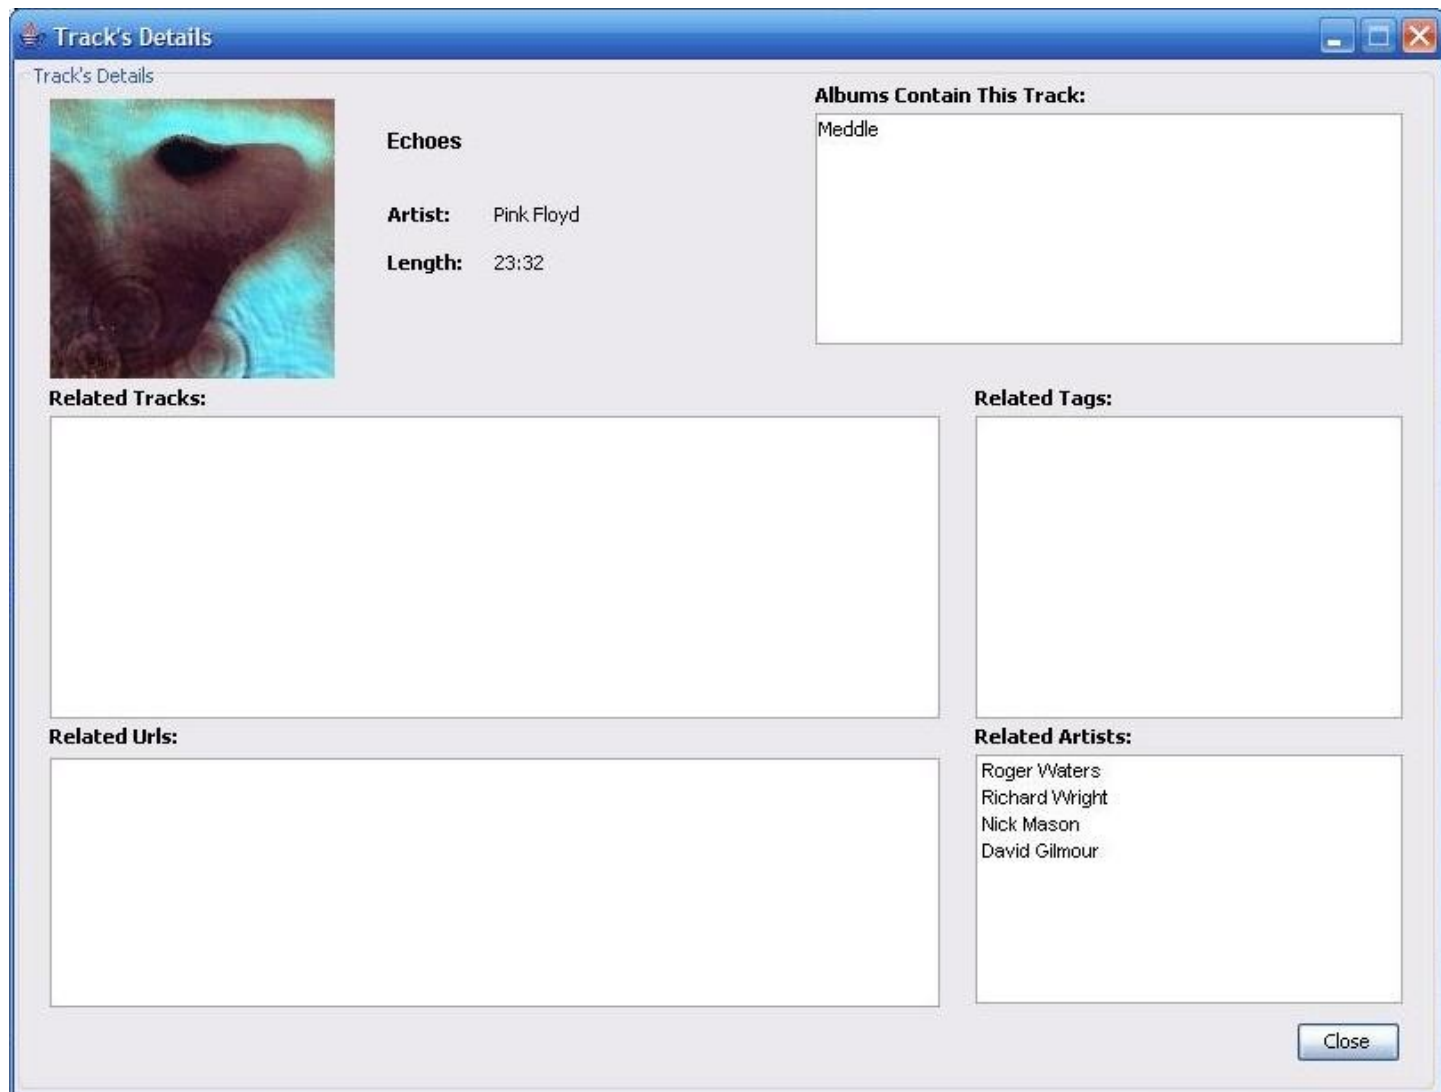 Track's Details
Track's Details
Echoes
Artist: Pink Floyd
Length: 23:32
Albums Contain This Track:
Meddle
Related Tracks:
Related Tags:
Related Urls:
Related Artists:
Roger Waters
Richard Wright
Nick Mason
David Gilmour
Close